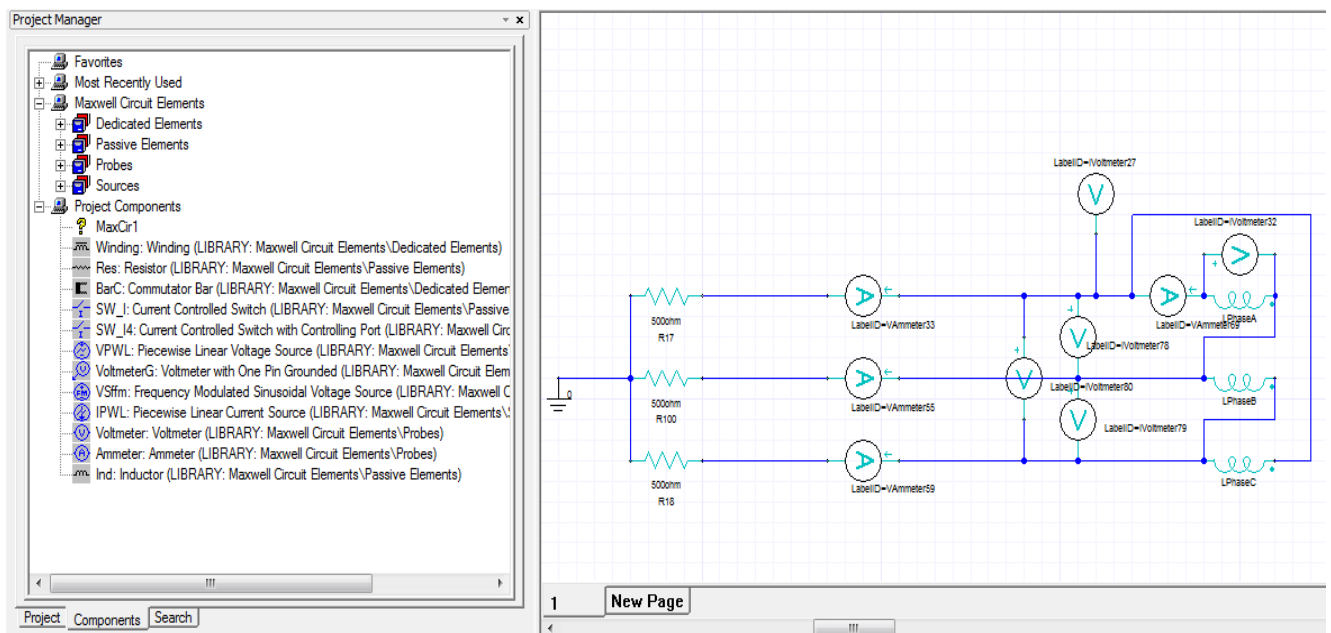 Project Manager
Favorites
Most Recently Used
Maxwell Circuit Elements
Dedicated Elements
Passive Elements
Probes
Sources
Project Components
MaxCir1
Winding: Winding (LIBRARY: Maxwell Circuit Elements\Dedicated Elements)
Res: Resistor (LIBRARY: Maxwell Circuit Elements\Passive Elements)
BarC: Commutator Bar (LIBRARY: Maxwell Circuit Elements\Dedicated Elemen
SW_I: Current Controlled Switch (LIBRARY: Maxwell Circuit Elements\Passive
SW_I4: Current Controlled Switch with Controlling Port (LIBRARY: Maxwell Circ
VPWL: Piecewise Linear Voltage Source (LIBRARY: Maxwell Circuit Elements\
VoltmeterG: Voltmeter with One Pin Grounded (LIBRARY: Maxwell Circuit Elem
VSffm: Frequency Modulated Sinusoidal Voltage Source (LIBRARY: Maxwell C
IPWL: Piecewise Linear Current Source (LIBRARY: Maxwell Circuit Elements\S
Voltmeter: Voltmeter (LIBRARY: Maxwell Circuit Elements\Probes)
Ammeter: Ammeter (LIBRARY: Maxwell Circuit Elements\Probes)
Ind: Inductor (LIBRARY: Maxwell Circuit Elements\Passive Elements)
Project
Components
Search
LabelID=IVoltmeter27
V
LabelID=IVoltmeter32
V
500ohm
R17
A
LabelID=VAmmeter33
A
LabelID=VAmmeter69
LPhaseA
V
LabelID=IVoltmeter78
0
500ohm
R100
A
LabelID=VAmmeter55
V
LabelID=IVoltmeter80
LPhaseB
V
LabelID=IVoltmeter79
500ohm
R18
A
LabelID=VAmmeter59
LPhaseC
1
New Page